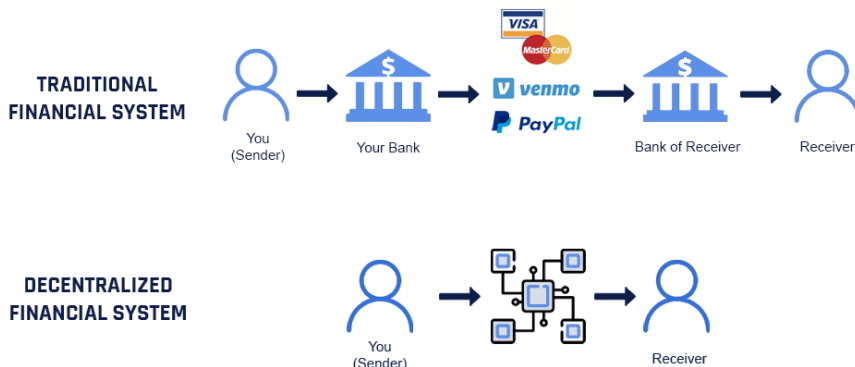 VISA
MasterCard
TRADITIONAL
FINANCIAL SYSTEM
$
V venmo
$
P PayPal
You
(Sender)
Your Bank
Bank of Receiver
Receiver
DECENTRALIZED
FINANCIAL SYSTEM
You
(Sender)
Receiver